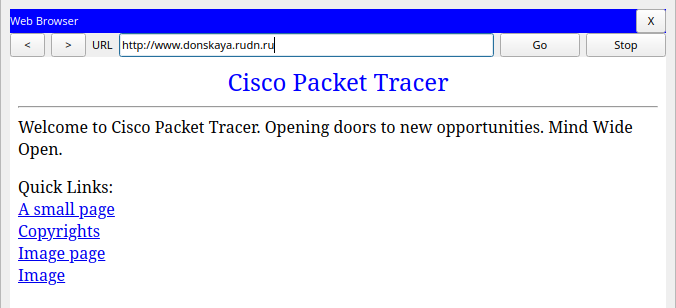 Web Browser X
< > URL http://www.donskaya.rudn.ru Go Stop
Cisco Packet Tracer
Welcome to Cisco Packet Tracer. Opening doors to new opportunities. Mind Wide
Open.
Quick Links:
A small page
Copyrights
Image page
Image